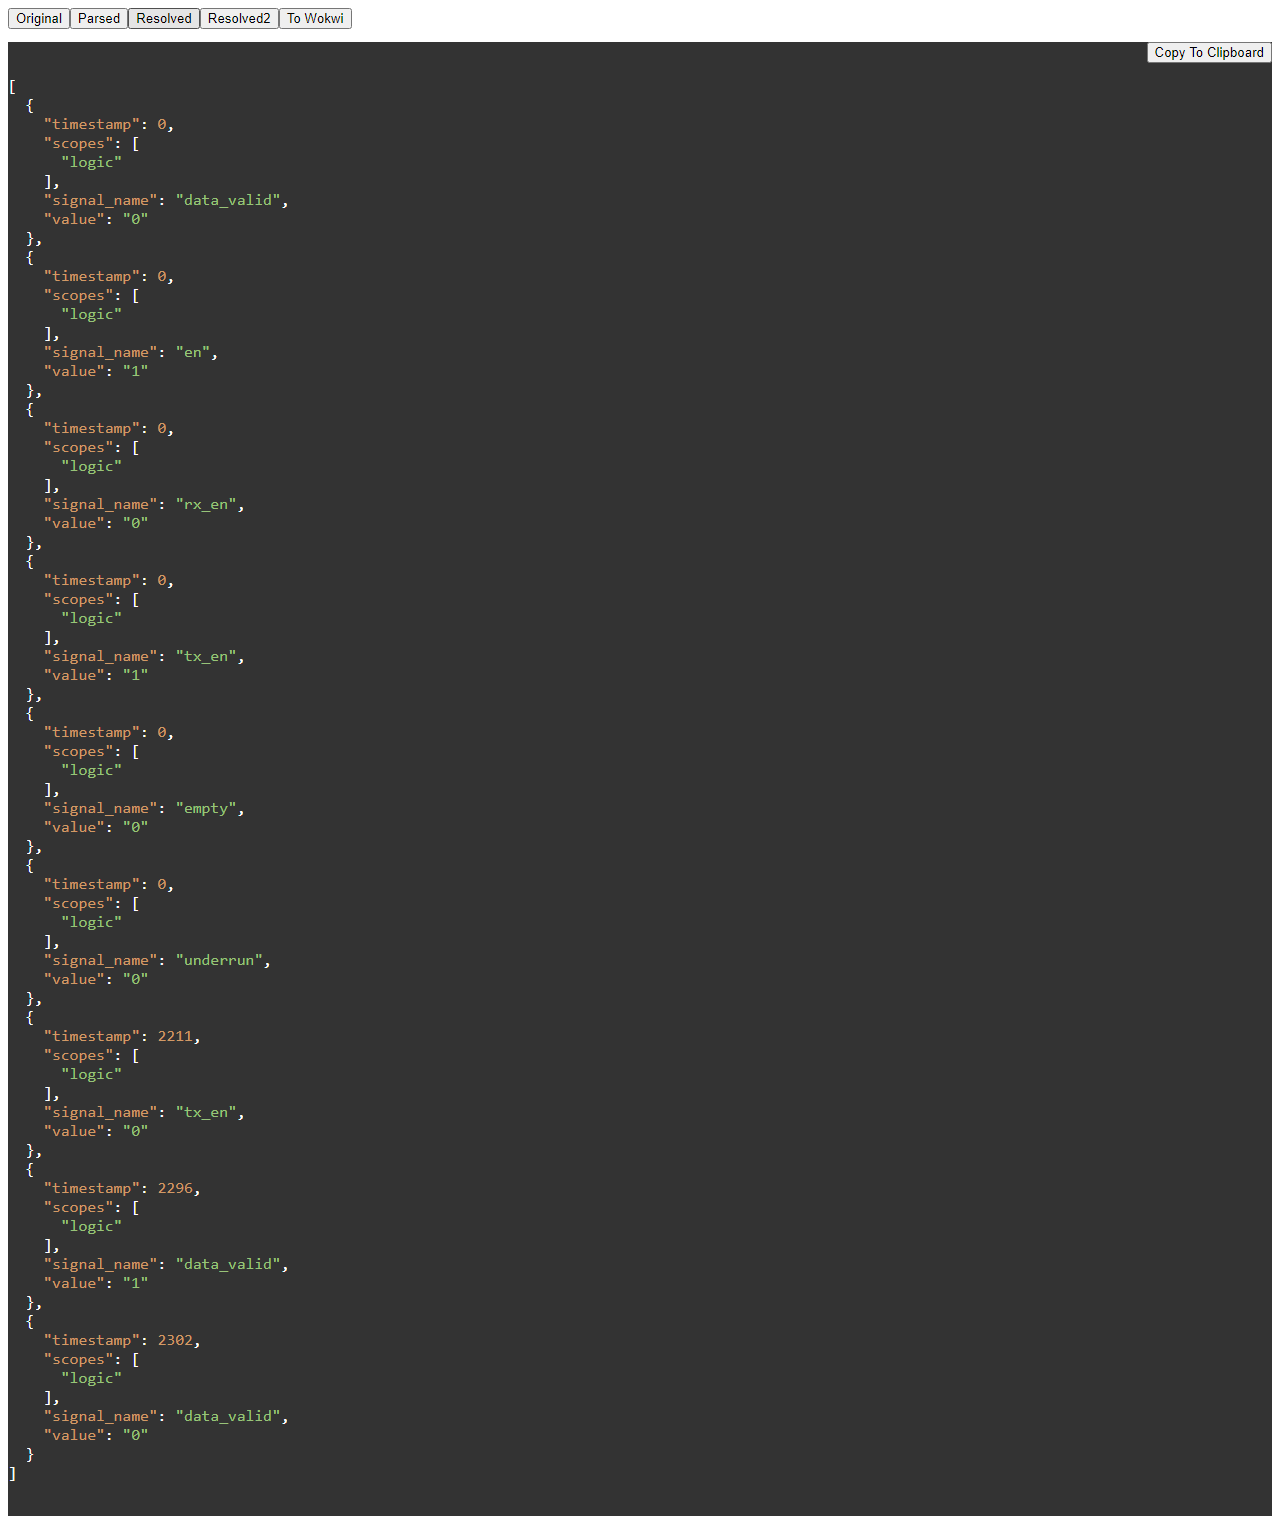 Original Parsed Resolved Resolved2 To Wokwi
Copy To Clipboard
[
  {
    "timestamp": 0,
    "scopes": [
      "logic"
    ],
    "signal_name": "data_valid",
    "value": "0"
  },
  {
    "timestamp": 0,
    "scopes": [
      "logic"
    ],
    "signal_name": "en",
    "value": "1"
  },
  {
    "timestamp": 0,
    "scopes": [
      "logic"
    ],
    "signal_name": "rx_en",
    "value": "0"
  },
  {
    "timestamp": 0,
    "scopes": [
      "logic"
    ],
    "signal_name": "tx_en",
    "value": "1"
  },
  {
    "timestamp": 0,
    "scopes": [
      "logic"
    ],
    "signal_name": "empty",
    "value": "0"
  },
  {
    "timestamp": 0,
    "scopes": [
      "logic"
    ],
    "signal_name": "underrun",
    "value": "0"
  },
  {
    "timestamp": 2211,
    "scopes": [
      "logic"
    ],
    "signal_name": "tx_en",
    "value": "0"
  },
  {
    "timestamp": 2296,
    "scopes": [
      "logic"
    ],
    "signal_name": "data_valid",
    "value": "1"
  },
  {
    "timestamp": 2302,
    "scopes": [
      "logic"
    ],
    "signal_name": "data_valid",
    "value": "0"
  }
]